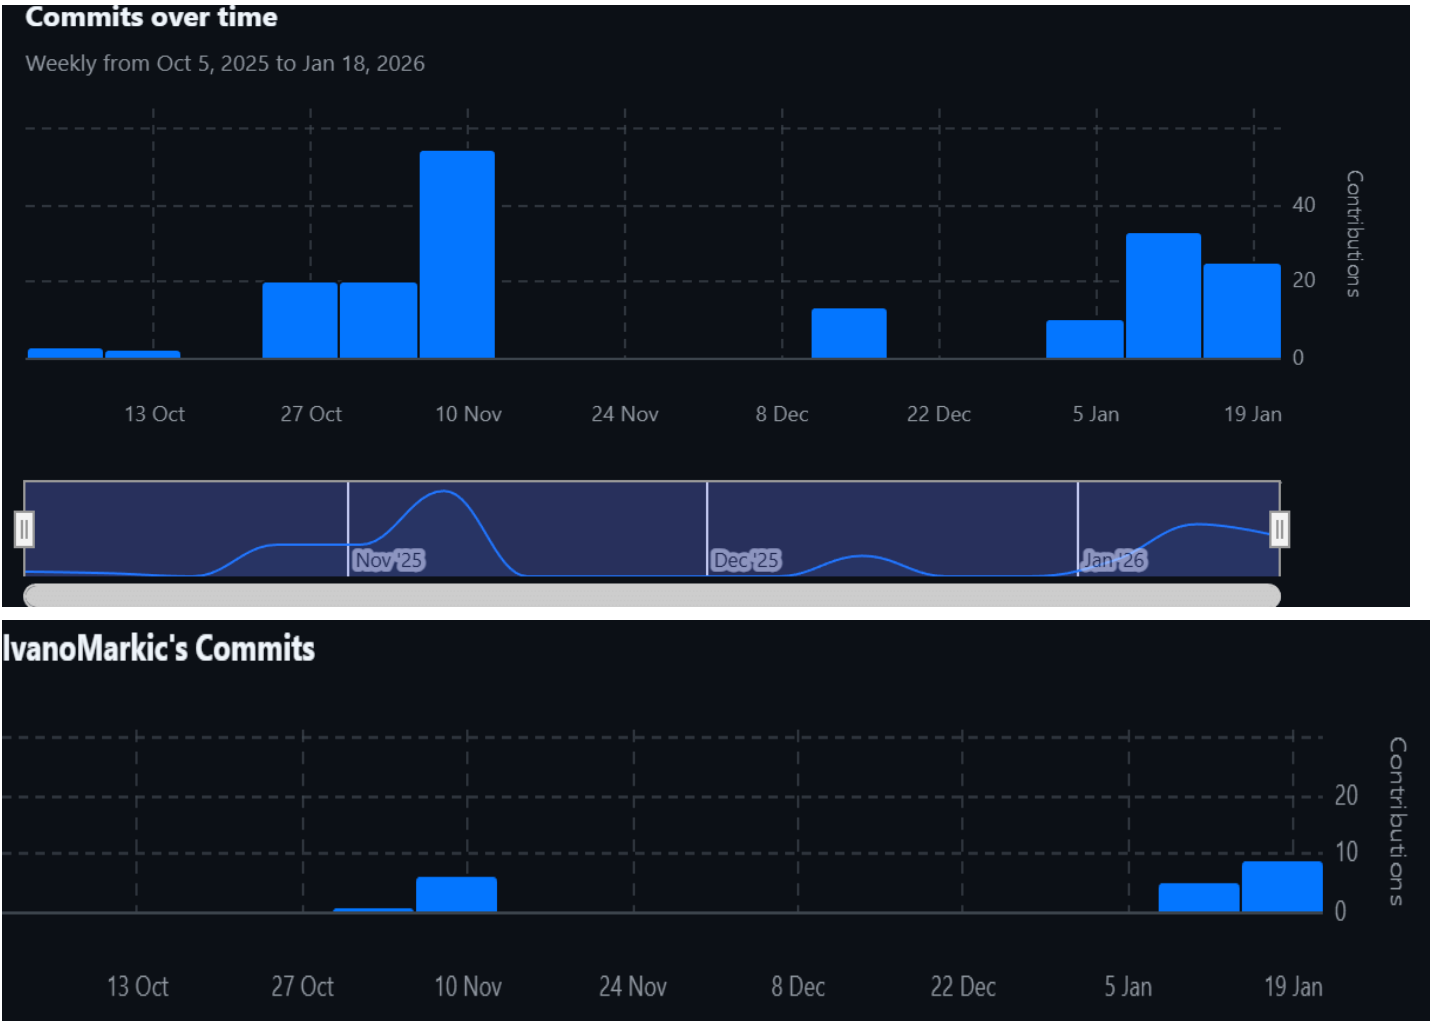 Commits over time
Weekly from Oct 5, 2025 to Jan 18, 2026
40
20
0
Contributions
13 Oct 27 Oct 10 Nov 24 Nov 8 Dec 22 Dec 5 Jan 19 Jan
Nov '25 Dec '25 Jan '26
IvanoMarkic's Commits
20
10
0
Contributions
13 Oct 27 Oct 10 Nov 24 Nov 8 Dec 22 Dec 5 Jan 19 Jan